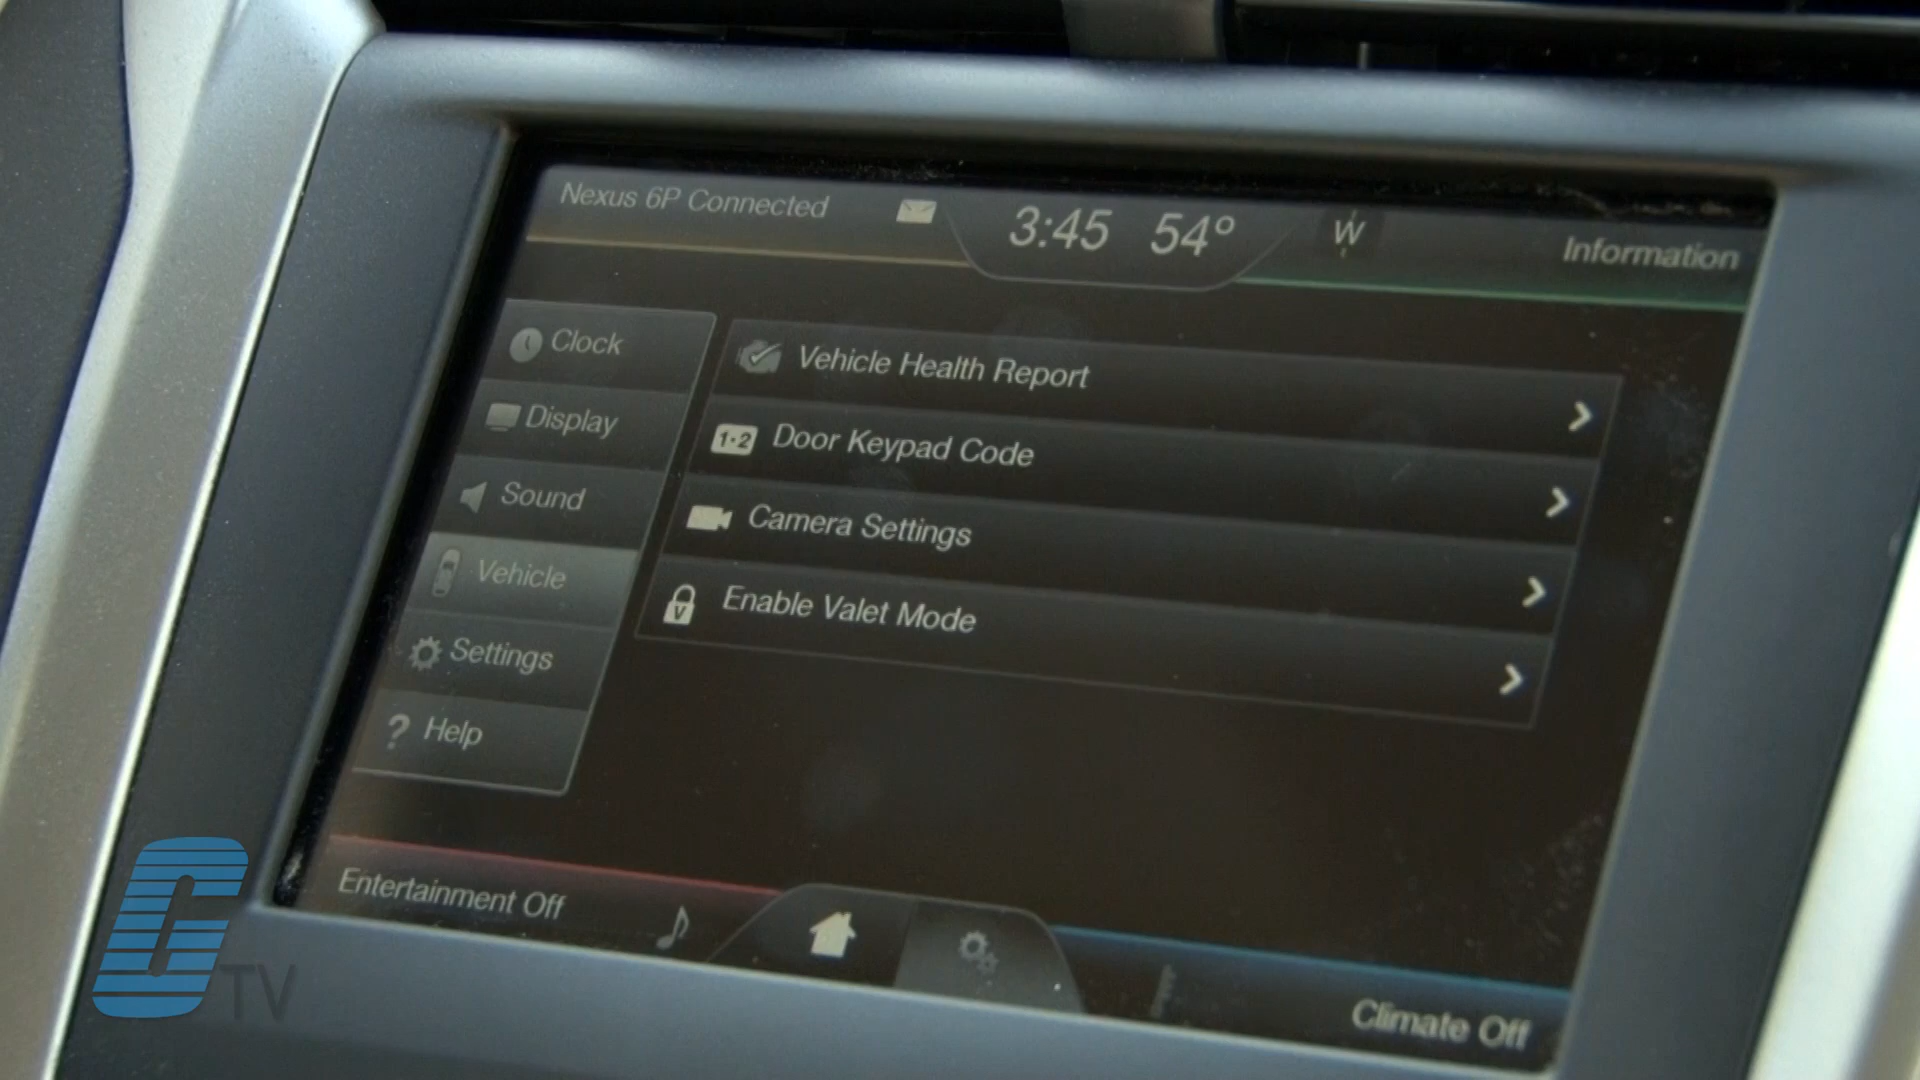 Nexus 6P Connected
3:45 54°
W
Information
Clock
Display
Sound
Vehicle
Settings
Help
Vehicle Health Report
1•2 Door Keypad Code
Camera Settings
V Enable Valet Mode
Entertainment Off
Climate Off
C TV